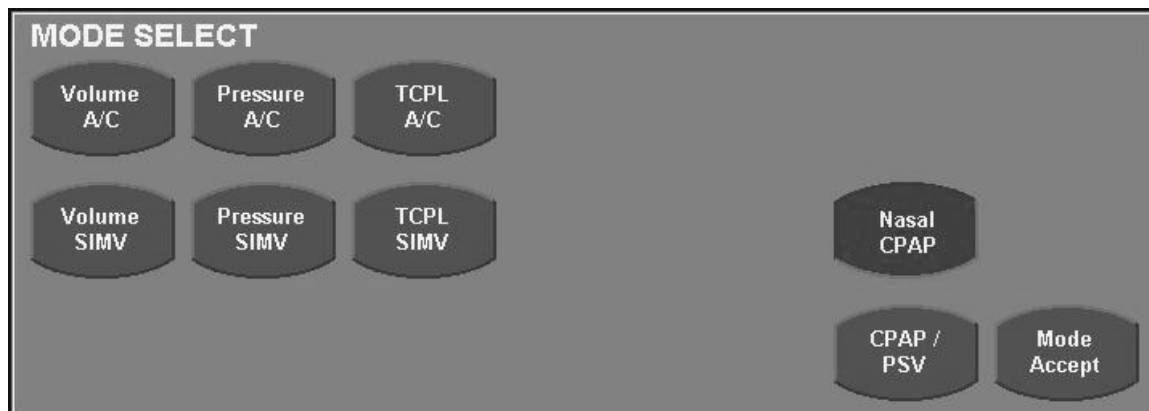 MODE SELECT
Volume
A/C
Pressure
A/C
TCPL
A/C
Volume
SIMV
Pressure
SIMV
TCPL
SIMV
Nasal
CPAP
CPAP /
PSV
Mode
Accept